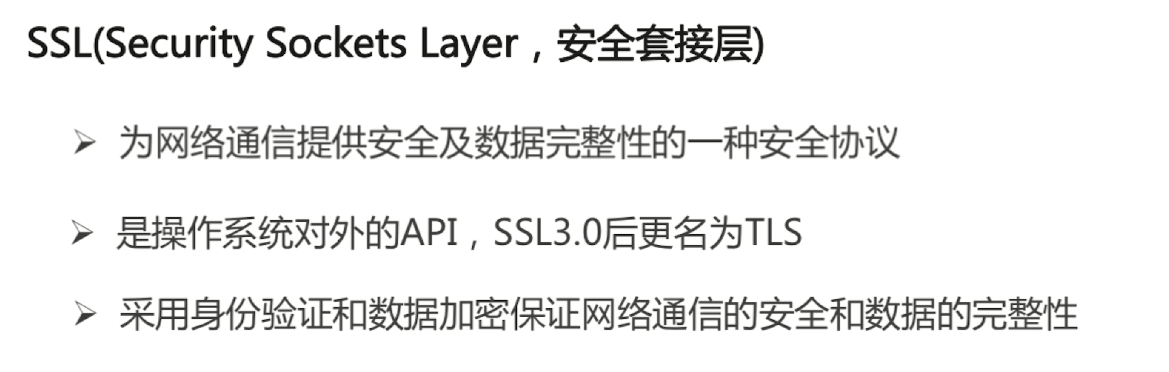 SSL(Security Sockets Layer，安全套接层)
➢ 为网络通信提供安全及数据完整性的一种安全协议
➢ 是操作系统对外的API，SSL3.0后更名为TLS
➢ 采用身份验证和数据加密保证网络通信的安全和数据的完整性